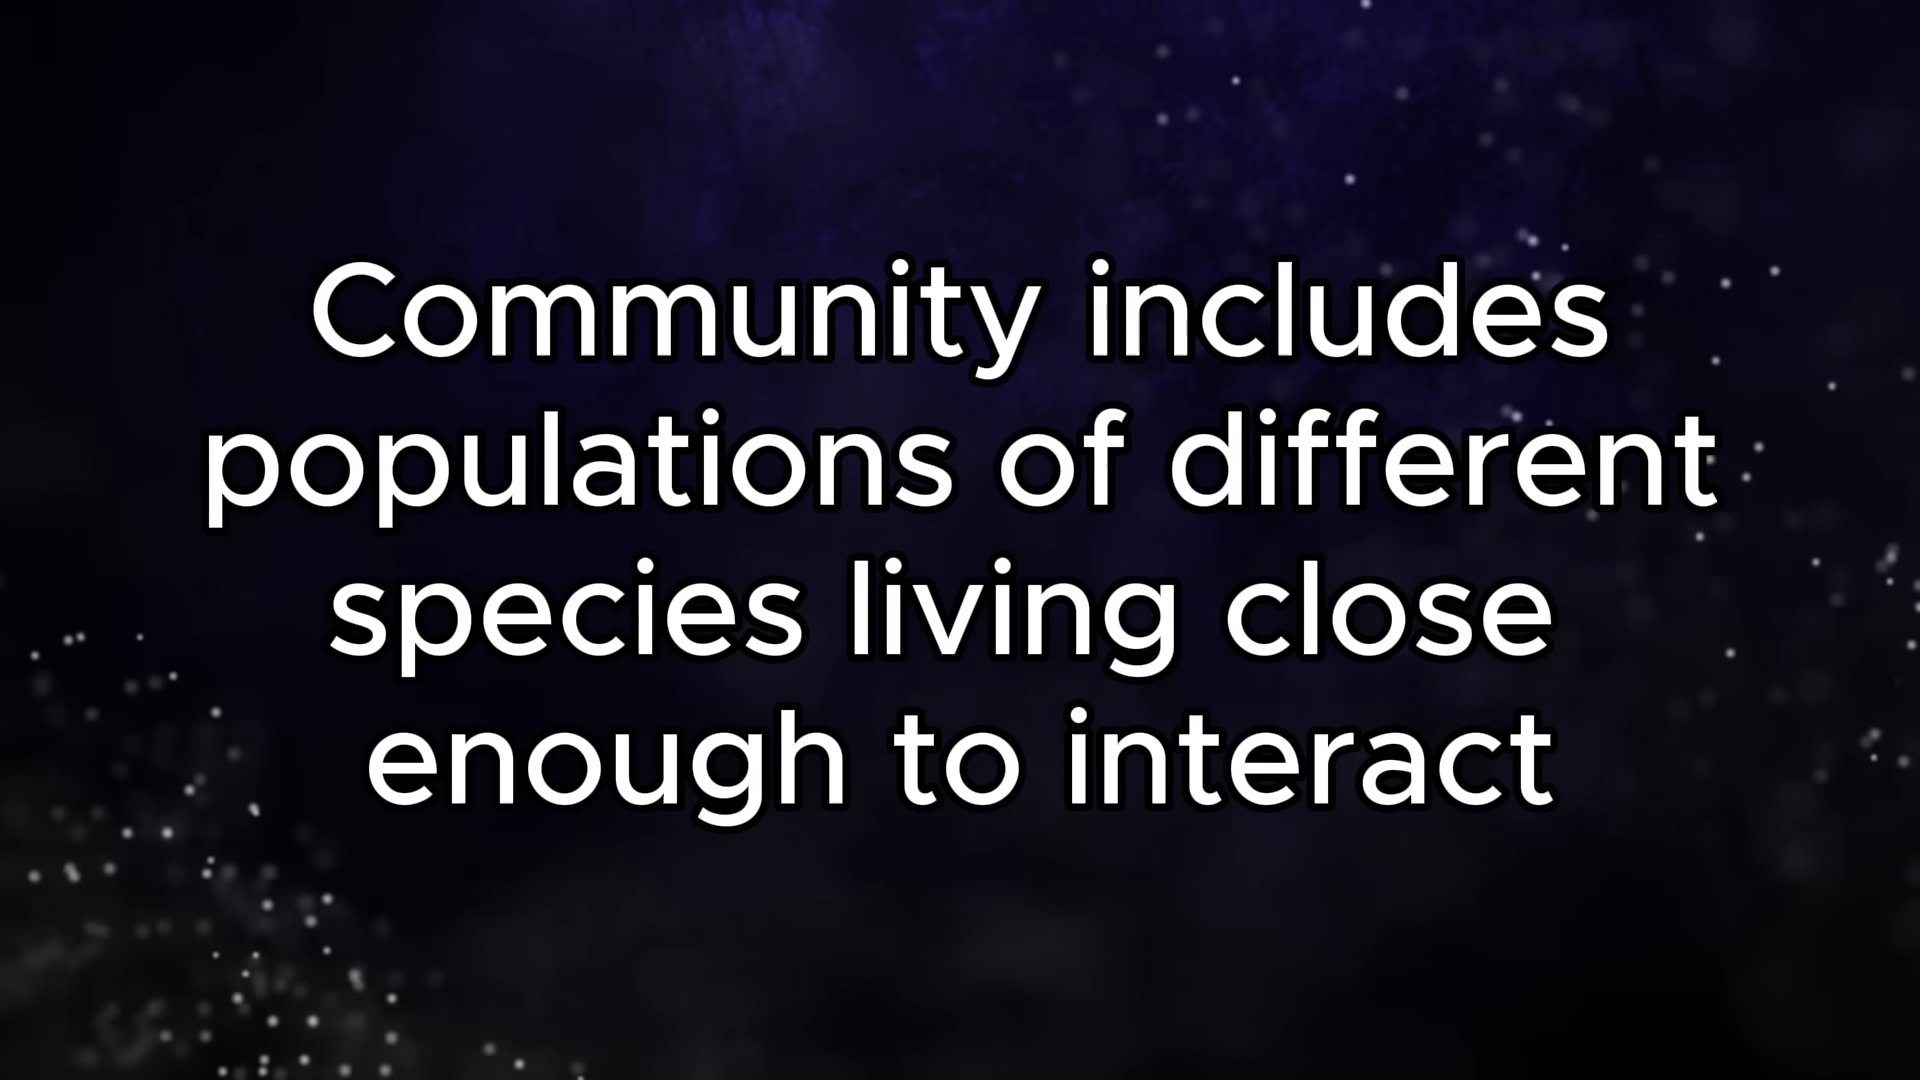 Community includes
populations of different
species living close
enough to interact